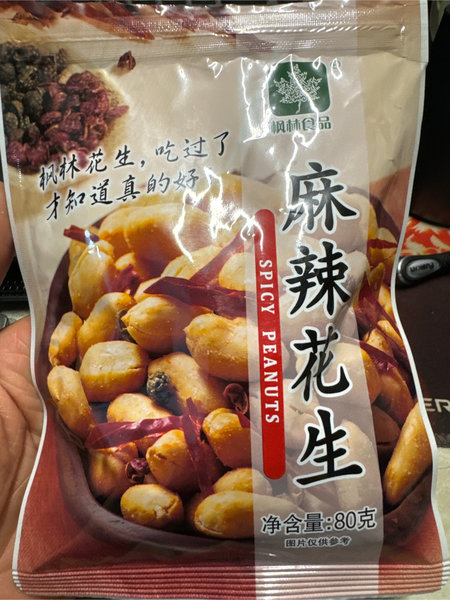 枫林食品
枫林花生，吃过了
才知道真的好
麻辣花生
SPICY PEANUTS
净含量:80克
图片仅供参考